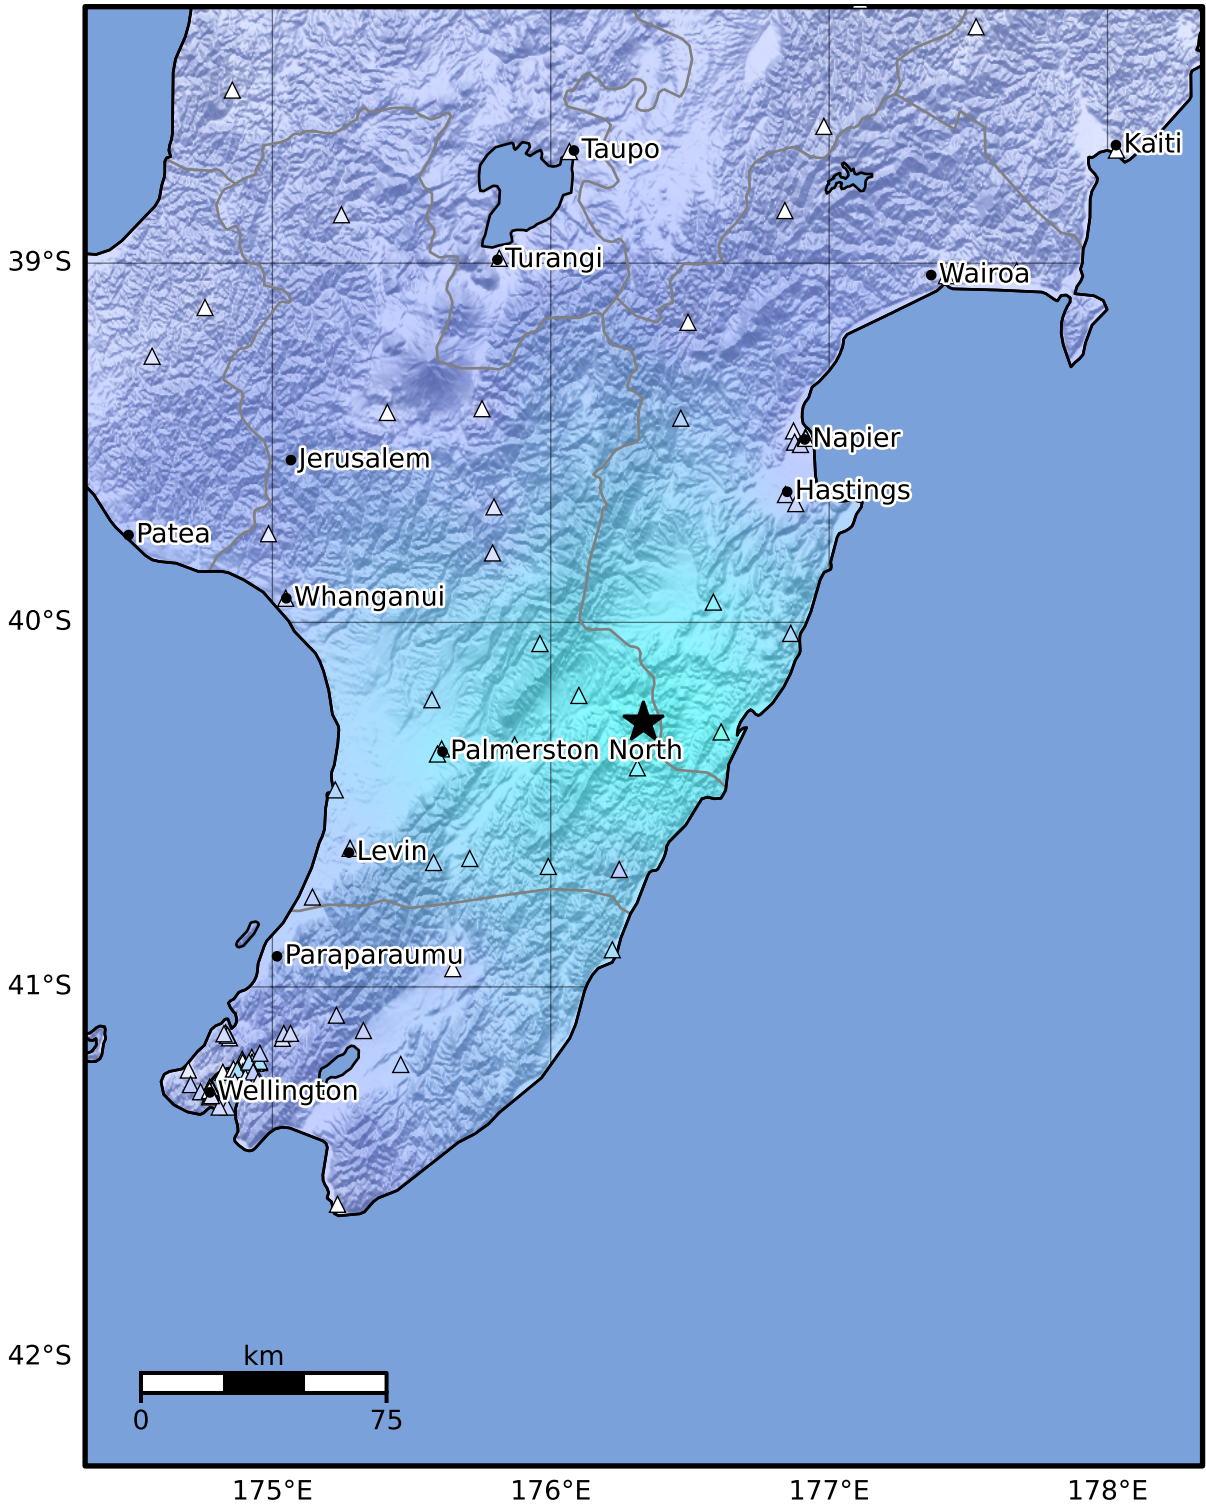 Taupo
Kaiti
39°S
Turangi
Wairoa
Napier
Jerusalem
Hastings
Patea
Whanganui
40°S
Palmerston North
Levin
Paraparaumu
41°S
Wellington
42°S
km
0
75
175°E
176°E
177°E
178°E